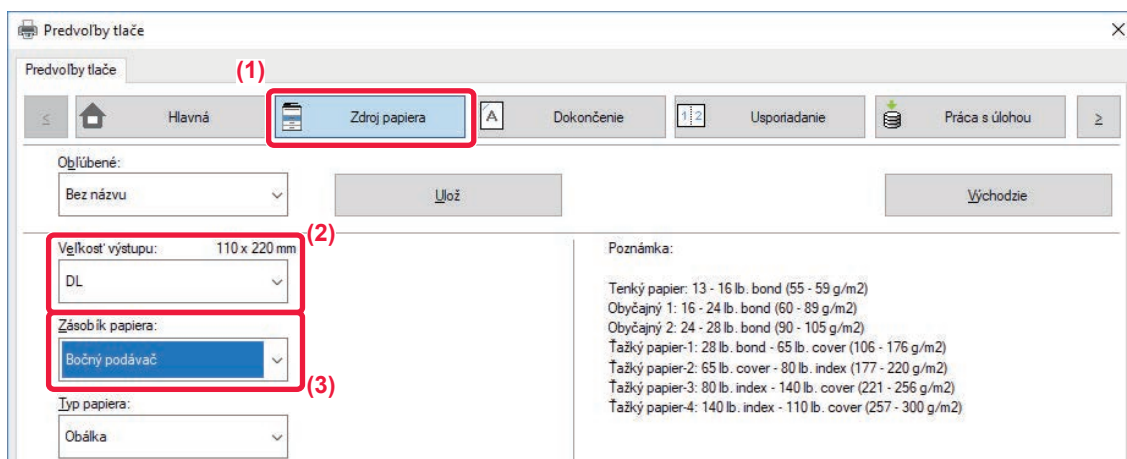 Predvoľby tlače
Predvoľby tlače
(1)
≤ Hlavná Zdroj papiera A Dokončenie 1 2 Usporiadanie Práca s úlohou ≥
Obľúbené:
Bez názvu Ulož Východzie
(2)
Veľkosť výstupu: 110 x 220 mm
DL
Zásobík papiera:
Bočný podávač
(3)
Typ papiera:
Obálka
Poznámka:
Tenký papier: 13 - 16 lb. bond (55 - 59 g/m2)
Obyčajný 1: 16 - 24 lb. bond (60 - 89 g/m2)
Obyčajný 2: 24 - 28 lb. bond (90 - 105 g/m2)
Ťažký papier-1: 28 lb. bond - 65 lb. cover (106 - 176 g/m2)
Ťažký papier-2: 65 lb. cover - 80 lb. index (177 - 220 g/m2)
Ťažký papier-3: 80 lb. index - 140 lb. cover (221 - 256 g/m2)
Ťažký papier-4: 140 lb. index - 110 lb. cover (257 - 300 g/m2)